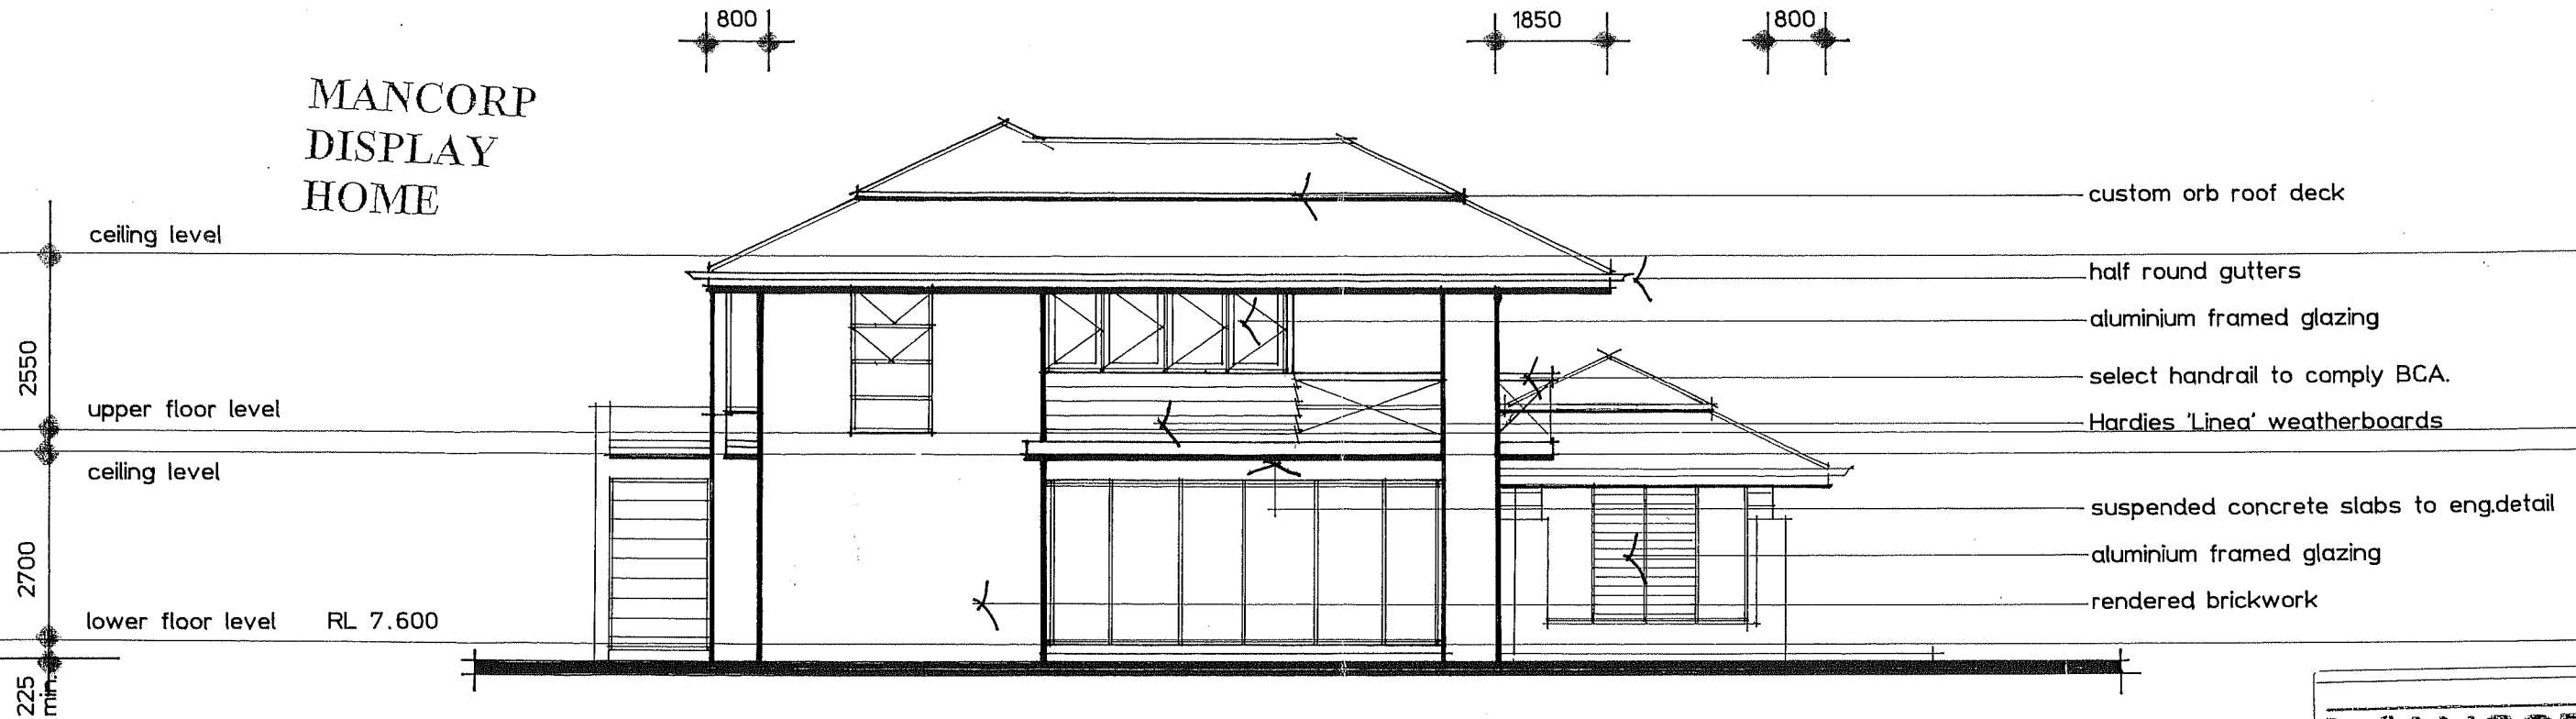 800
1850
800
MANCORP
DISPLAY
HOME
custom orb roof deck
ceiling level
half round gutters
aluminium framed glazing
2550
select handrail to comply BCA.
upper floor level
Hardies 'Linea' weatherboards
ceiling level
suspended concrete slabs to eng.detail
2700
aluminium framed glazing
rendered brickwork
lower floor level RL 7.600
225
min.